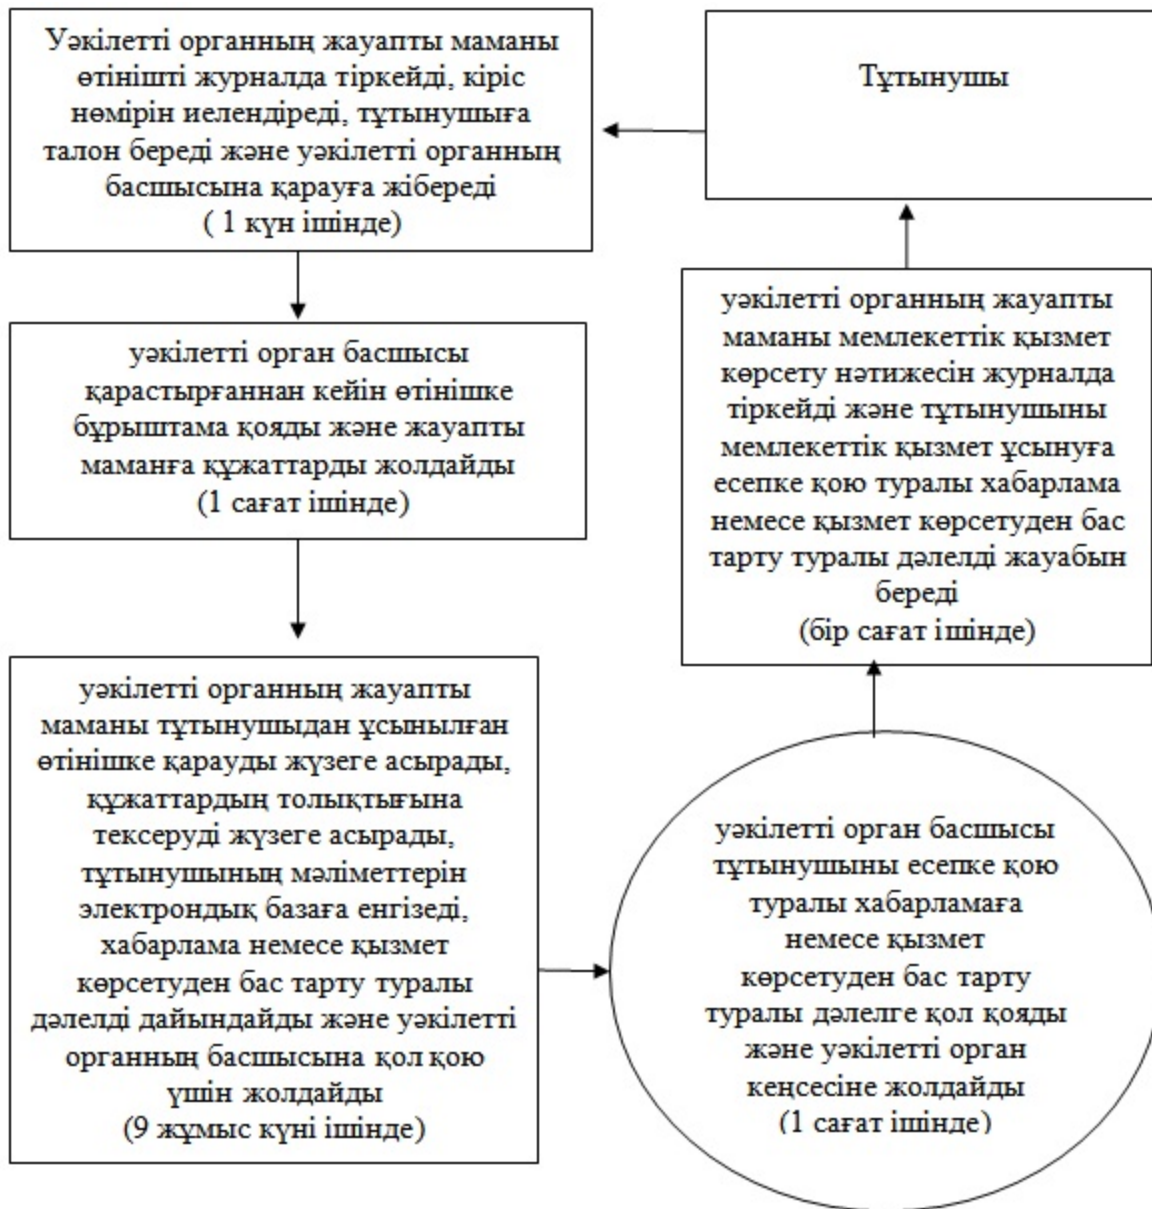 Уәкілетті органның жауапты маманы
өтінішті журналда тіркейді, кіріс
нөмірін иелендіреді, тұтынушыға
талон береді және уәкілетті органның
басшысына қарауға жібереді
( 1 күн ішінде)
Тұтынушы
уәкілетті орган басшысы
қарастырғаннан кейін өтінішке
бұрыштама қояды және жауапты
маманға құжаттарды жолдайды
(1 сағат ішінде)
уәкілетті органның жауапты
маманы тұтынушыдан ұсынылған
өтінішке қарауды жүзеге асырады,
құжаттардың толықтығына
тексеруді жүзеге асырады,
тұтынушының мәліметтерін
электрондық базаға енгізеді,
хабарлама немесе қызмет
көрсетуден бас тарту туралы
дәлелді дайындайды және уәкілетті
органның басшысына қол қою
үшін жолдайды
(9 жұмыс күні ішінде)
уәкілетті орган басшысы
тұтынушыны есепке қою
туралы хабарламаға
немесе қызмет
көрсетуден бас тарту
туралы дәлелге қол қояды
және уәкілетті орган
кеңсесіне жолдайды
(1 сағат ішінде)
уәкілетті органның жауапты
маманы мемлекеттік қызмет
көрсету нәтижесін журналда
тіркейді және тұтынушыны
мемлекеттік қызмет ұсынуға
есепке қою туралы хабарлама
немесе қызмет көрсетуден бас
тарту туралы дәлелді жауабын
береді
(бір сағат ішінде)